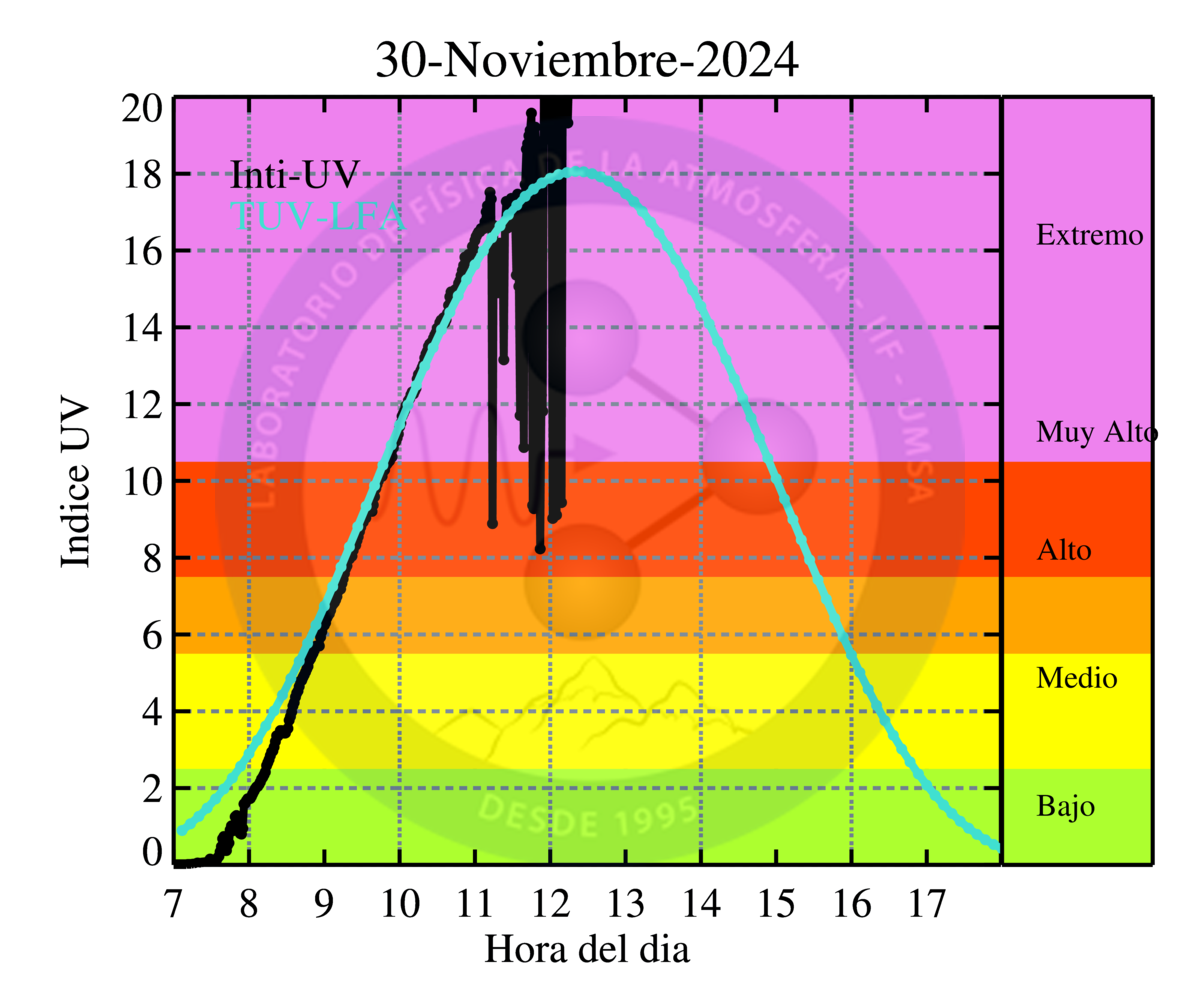 30-Noviembre-2024
Indice UV
20
18
16
14
12
10
8
6
4
2
0
Inti-UV
TUV-LFA
LABORATORIO DE FÍSICA DE LA ATMÓSFERA - IIF - UMSA
DESDE 1995
Extremo
Muy Alto
Alto
Medio
Bajo
7 8 9 10 11 12 13 14 15 16 17
Hora del dia